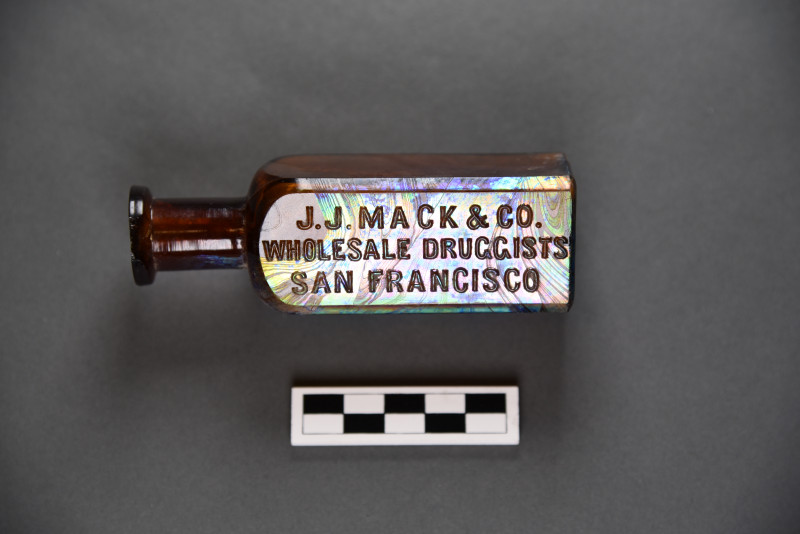 J.J. MACK & CO.
WHOLESALE DRUGGISTS
SAN FRANCISCO